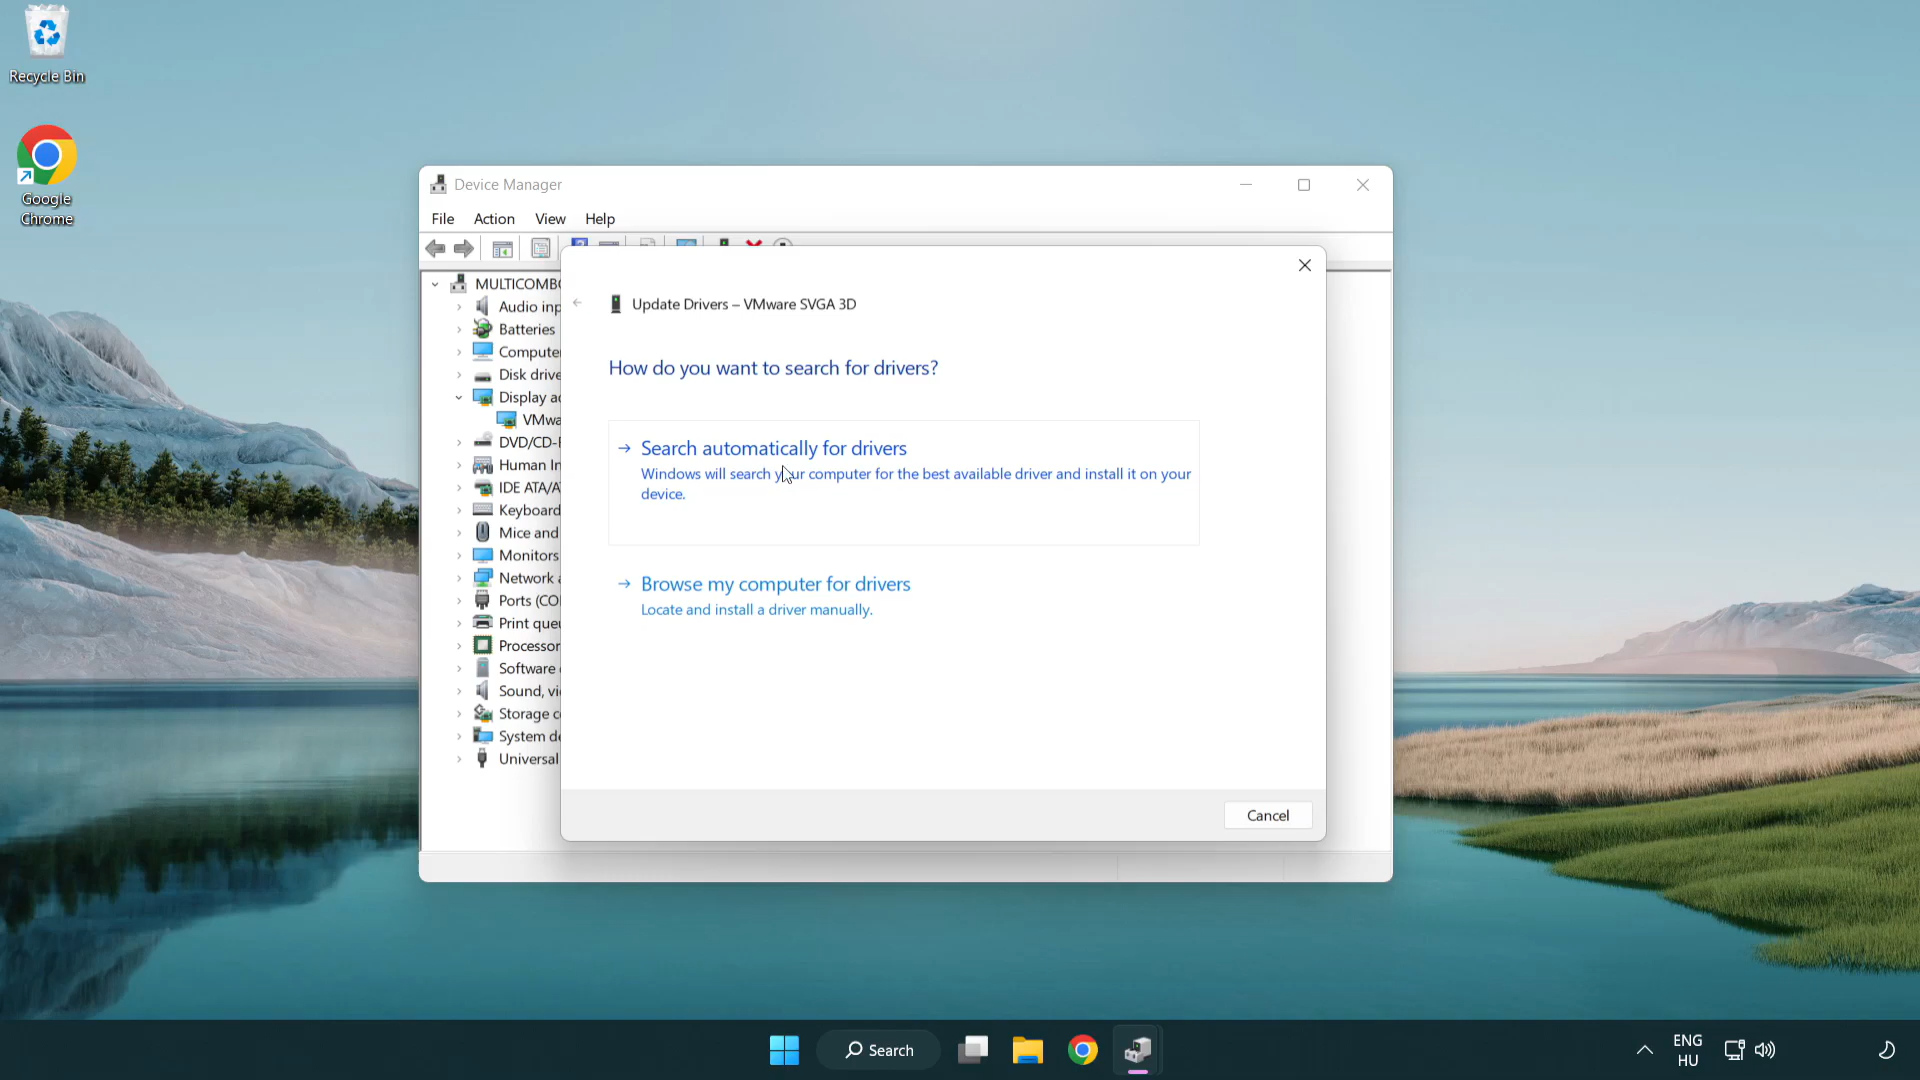 Recycle Bin
Google
Chrome
Device Manager
File Action View Help
MULTICOMBO
Audio inp
Batteries
Compute
Disk drive
Display a
VMwa
DVD/CD-R
Human In
IDE ATA/A
Keyboard
Mice and
Monitors
Network a
Ports (CO
Print que
Processor
Software
Sound, vi
Storage c
System de
Universal
Update Drivers – VMware SVGA 3D
How do you want to search for drivers?
Search automatically for drivers
Windows will search your computer for the best available driver and install it on your
device.
Browse my computer for drivers
Locate and install a driver manually.
Cancel
Search
ENG
HU